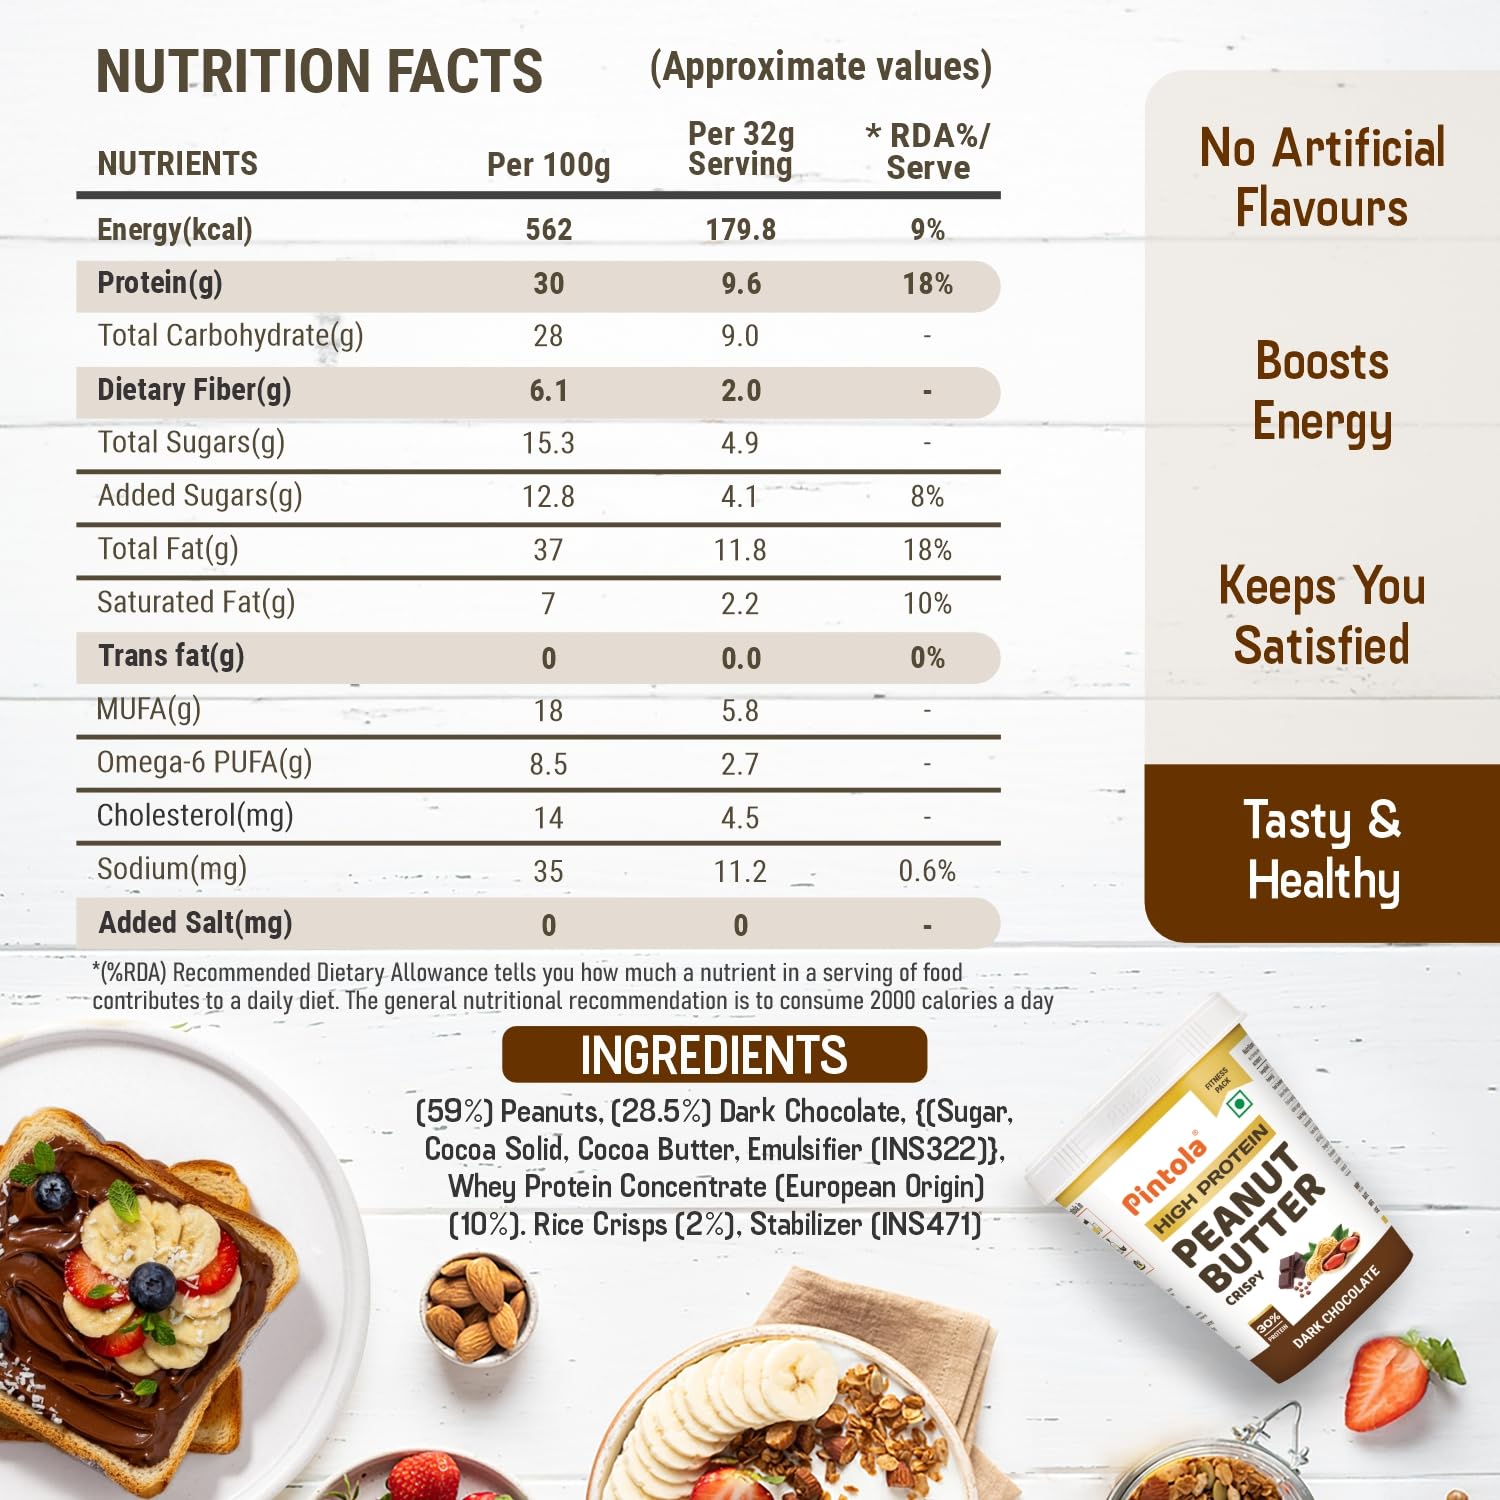 NUTRITION FACTS (Approximate values)
NUTRIENTS Per 100g Per 32g Serving * RDA%/ Serve
Energy(kcal) 562 179.8 9%
Protein(g) 30 9.6 18%
Total Carbohydrate(g) 28 9.0 -
Dietary Fiber(g) 6.1 2.0 -
Total Sugars(g) 15.3 4.9 -
Added Sugars(g) 12.8 4.1 8%
Total Fat(g) 37 11.8 18%
Saturated Fat(g) 7 2.2 10%
Trans fat(g) 0 0.0 0%
MUFA(g) 18 5.8 -
Omega-6 PUFA(g) 8.5 2.7 -
Cholesterol(mg) 14 4.5 -
Sodium(mg) 35 11.2 0.6%
Added Salt(mg) 0 0 -
*(%RDA) Recommended Dietary Allowance tells you how much a nutrient in a serving of food
contributes to a daily diet. The general nutritional recommendation is to consume 2000 calories a day
No Artificial
Flavours
Boosts
Energy
Keeps You
Satisfied
Tasty &
Healthy
INGREDIENTS
(59%) Peanuts, (28.5%) Dark Chocolate, {(Sugar,
Cocoa Solid, Cocoa Butter, Emulsifier (INS322)},
Whey Protein Concentrate (European Origin)
(10%). Rice Crisps (2%), Stabilizer (INS471)
FITNESS
PACK
Pintola®
HIGH PROTEIN
PEANUT
BUTTER
CRISPY
30%
PROTEIN
DARK CHOCOLATE